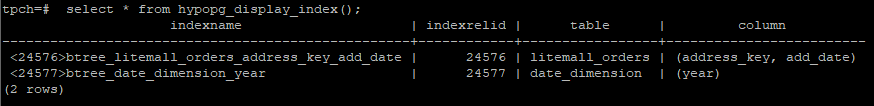 tpch=#  select * from hypopg_display_index();
                 indexname                  | indexrelid |      table      |        column
--------------------------------------------+------------+-----------------+-------------------------
 <24576>btree_litemall_orders_address_key_add_date |      24576 | litemall_orders | (address_key, add_date)
 <24577>btree_date_dimension_year           |      24577 | date_dimension  | (year)
(2 rows)